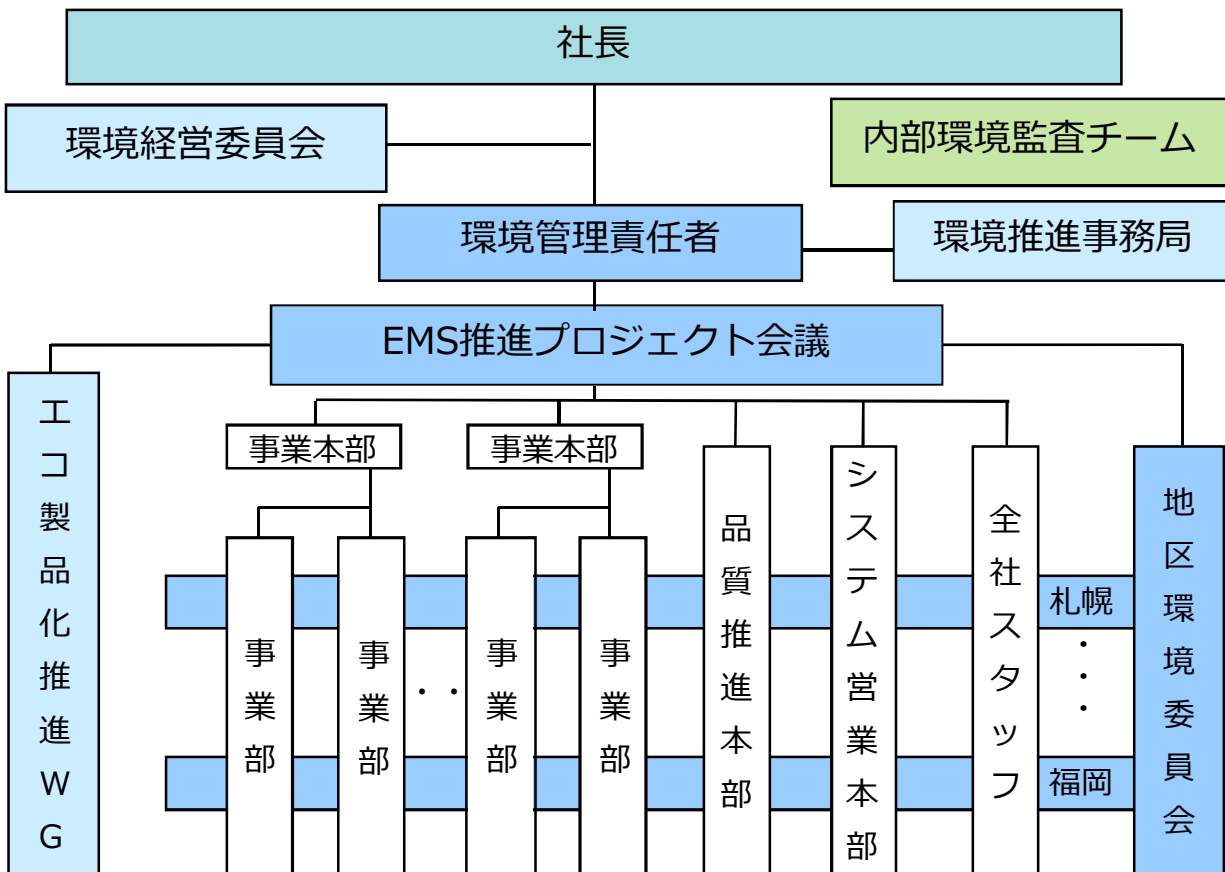 社長
環境経営委員会
内部環境監査チーム
環境管理責任者
環境推進事務局
EMS推進プロジェクト会議
エコ製品化推進WG
事業本部
事業本部
事業部
事業部
・・
事業部
事業部
品質推進本部
システム営業本部
全社スタッフ
札幌
・・・
福岡
地区環境委員会